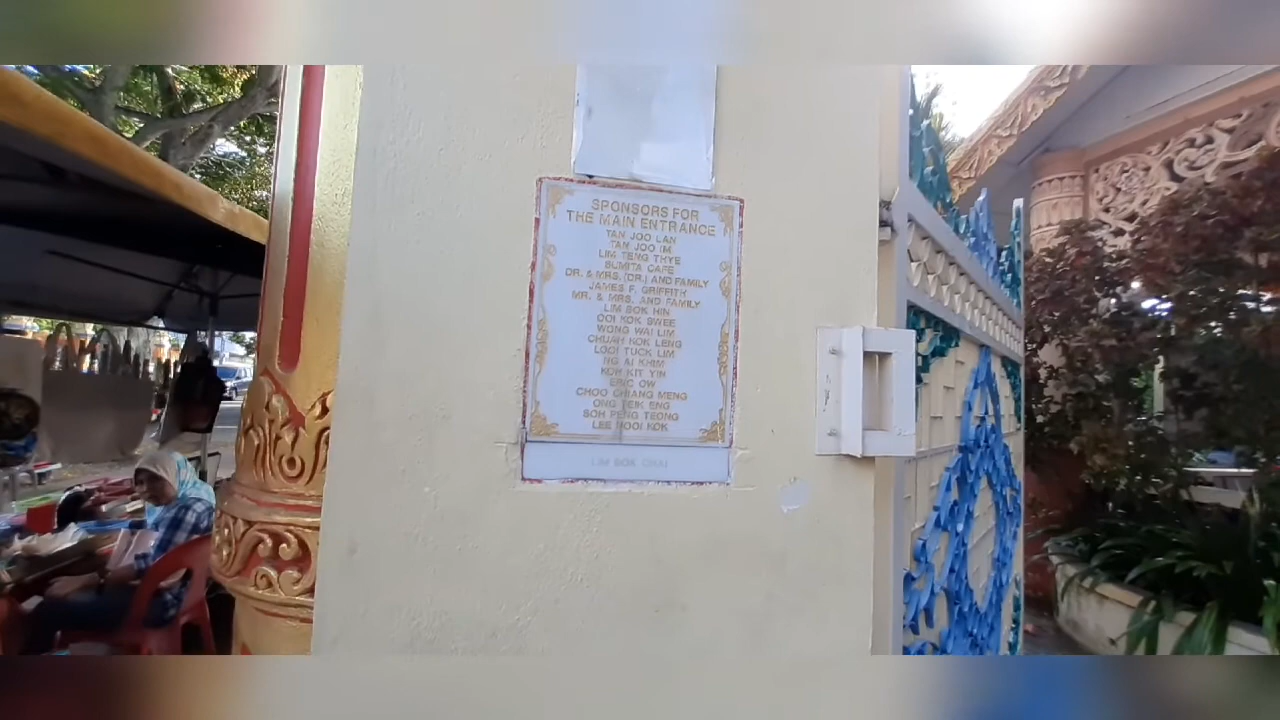 SPONSORS FOR
THE MAIN ENTRANCE
TAN JOO LAN
TAN JOO IM
LIM TENG THYE
BUMITA CAFE
DR. & MRS. (DR.) AND FAMILY
JAMES F. GRIFFITH
MR. & MRS. AND FAMILY
LIM BOK HIN
OOI KOK SWEE
WONG WAI LIM
CHUAH KOK LENG
LOOI TUCK LIM
NG AI KHIM
KOK KIT YIN
ERIC OW
CHOO CHIANG MENG
ONG TEIK ENG
SOH PENG TEONG
LEE MOOI KOK
LIM BOK